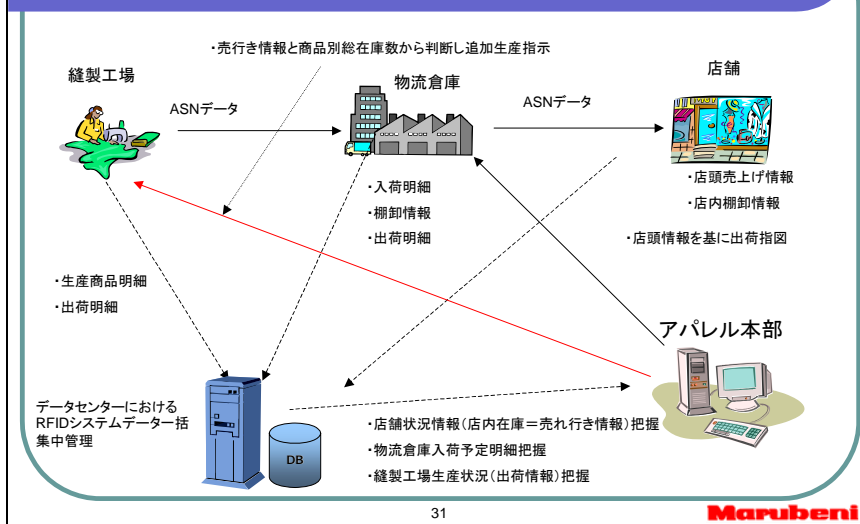 ・売行き情報と商品別総在庫数から判断し追加生産指示
縫製工場
物流倉庫
店舗
ASNデータ
ASNデータ
・入荷明細
・棚卸情報
・出荷明細
・店頭売上げ情報
・店内棚卸情報
・店頭情報を基に出荷指図
・生産商品明細
・出荷明細
アパレル本部
データセンターにおける
RFIDシステムデーター括
集中管理
DB
・店舗状況情報(店内在庫=売れ行き情報)把握
・物流倉庫入荷予定明細把握
・縫製工場生産状況(出荷情報)把握
31
Marubeni